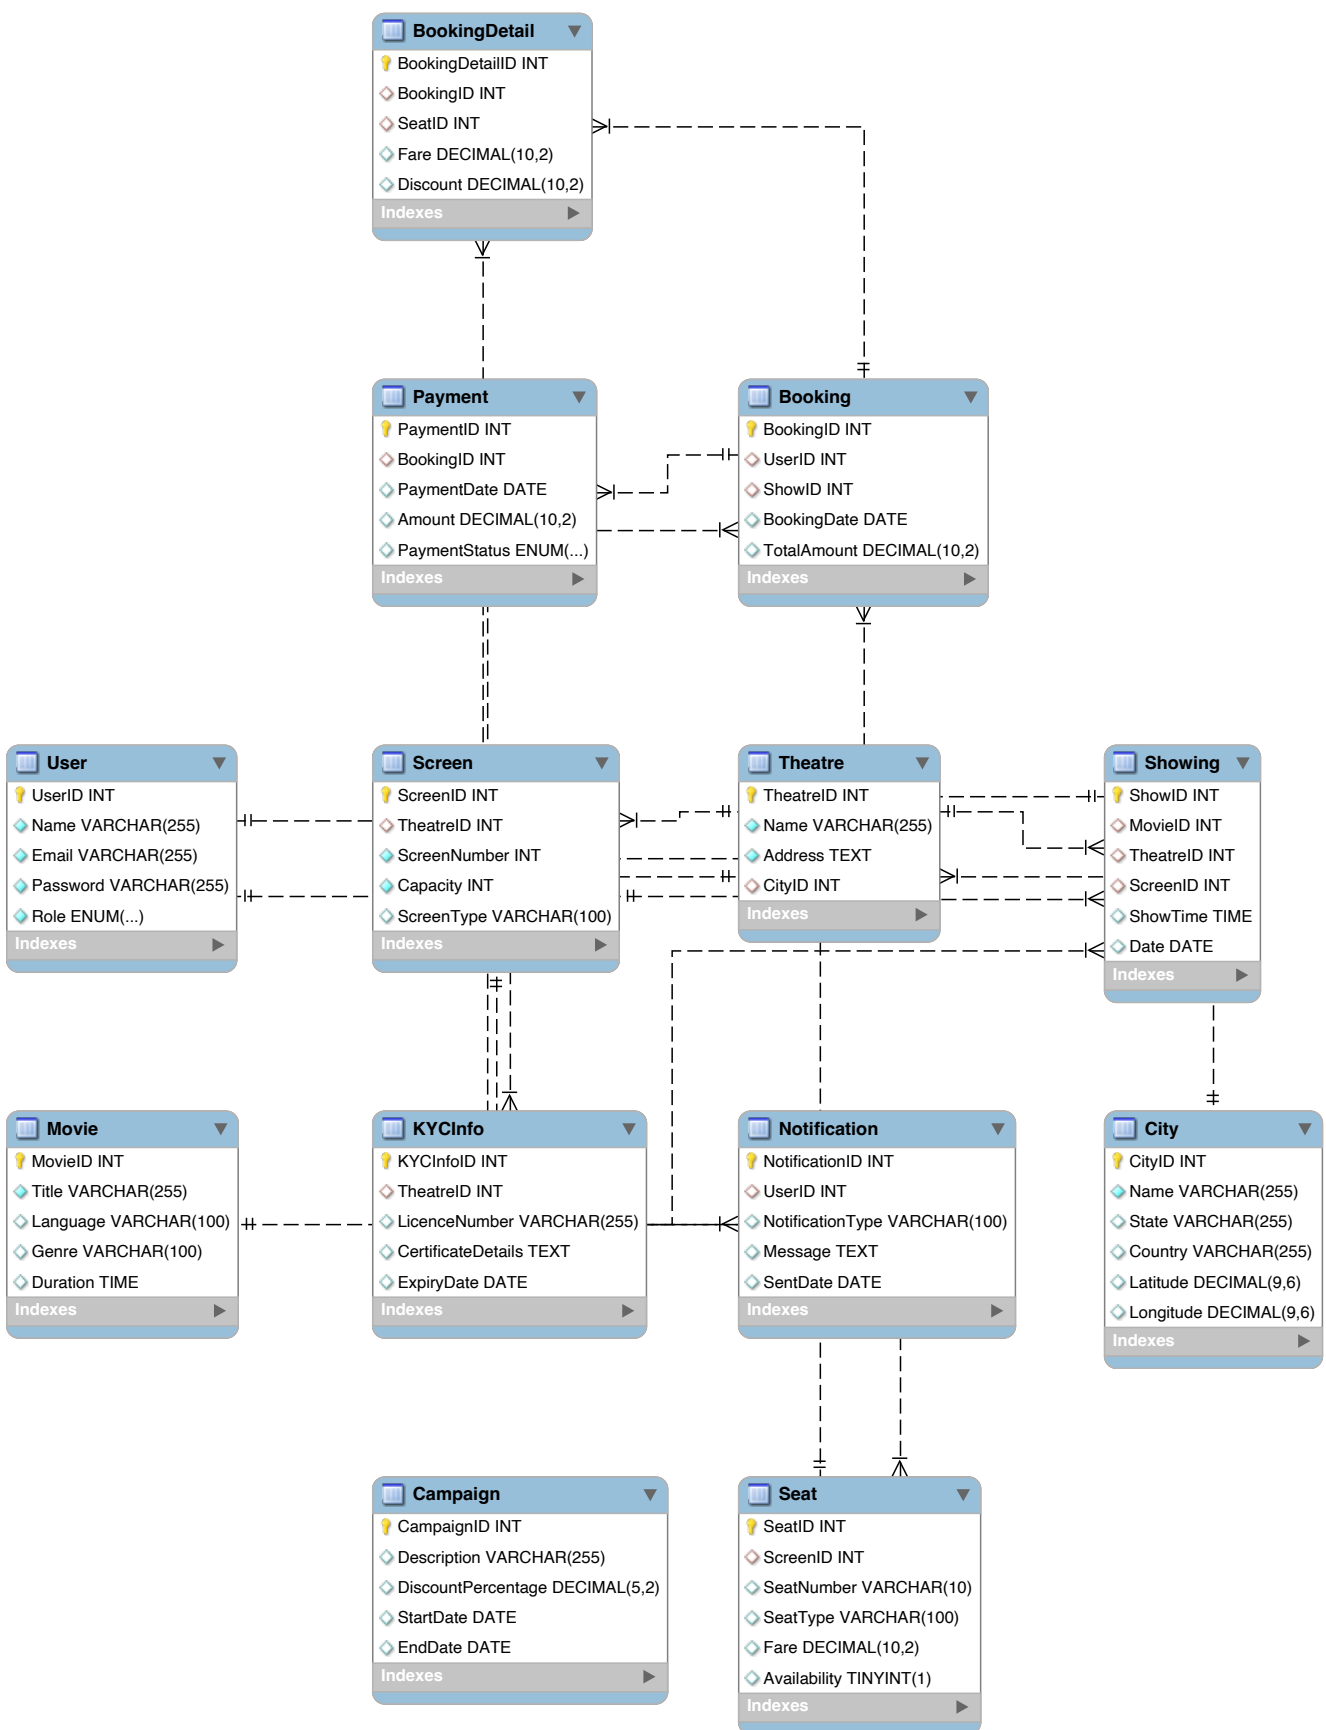 BookingDetail
BookingDetailID INT
BookingID INT
SeatID INT
Fare DECIMAL(10,2)
Discount DECIMAL(10,2)
Indexes
Payment
PaymentID INT
BookingID INT
PaymentDate DATE
Amount DECIMAL(10,2)
PaymentStatus ENUM(...)
Indexes
Booking
BookingID INT
UserID INT
ShowID INT
BookingDate DATE
TotalAmount DECIMAL(10,2)
Indexes
User
UserID INT
Name VARCHAR(255)
Email VARCHAR(255)
Password VARCHAR(255)
Role ENUM(...)
Indexes
Screen
ScreenID INT
TheatreID INT
ScreenNumber INT
Capacity INT
ScreenType VARCHAR(100)
Indexes
Theatre
TheatreID INT
Name VARCHAR(255)
Address TEXT
CityID INT
Indexes
Showing
ShowID INT
MovieID INT
TheatreID INT
ScreenID INT
ShowTime TIME
Date DATE
Indexes
Movie
MovieID INT
Title VARCHAR(255)
Language VARCHAR(100)
Genre VARCHAR(100)
Duration TIME
Indexes
KYCInfo
KYCInfoID INT
TheatreID INT
LicenceNumber VARCHAR(255)
CertificateDetails TEXT
ExpiryDate DATE
Indexes
Notification
NotificationID INT
UserID INT
NotificationType VARCHAR(100)
Message TEXT
SentDate DATE
Indexes
City
CityID INT
Name VARCHAR(255)
State VARCHAR(255)
Country VARCHAR(255)
Latitude DECIMAL(9,6)
Longitude DECIMAL(9,6)
Indexes
Campaign
CampaignID INT
Description VARCHAR(255)
DiscountPercentage DECIMAL(5,2)
StartDate DATE
EndDate DATE
Indexes
Seat
SeatID INT
ScreenID INT
SeatNumber VARCHAR(10)
SeatType VARCHAR(100)
Fare DECIMAL(10,2)
Availability TINYINT(1)
Indexes